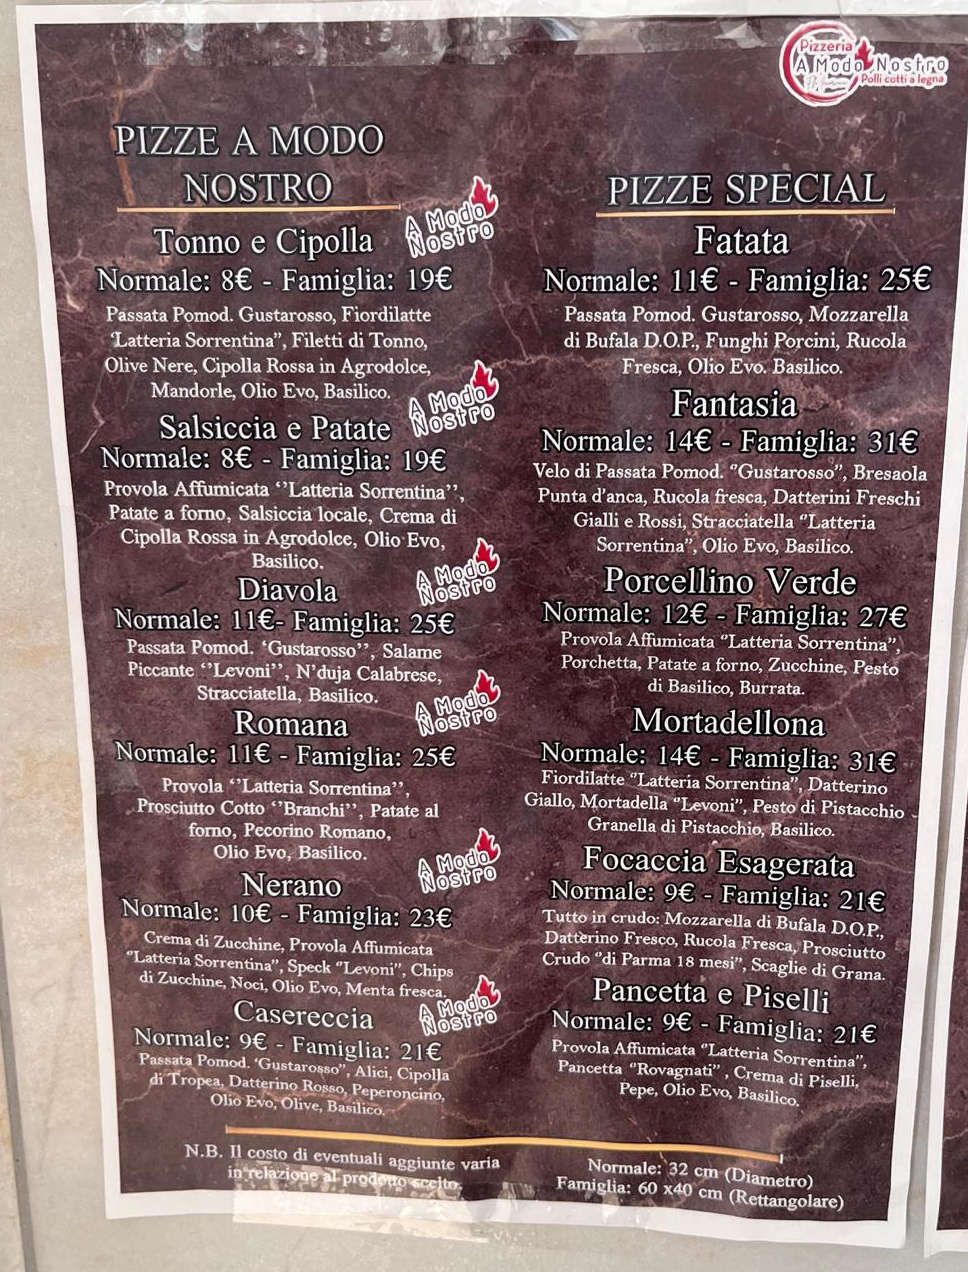 Pizzeria
A Modo Nostro
Polli cotti a legna
PIZZE A MODO
NOSTRO
A Modo
Nostro
Tonno e Cipolla
Normale: 8€ - Famiglia: 19€
Passata Pomod. Gustarosso, Fiordilatte
'Latteria Sorrentina", Filetti di Tonno,
Olive Nere, Cipolla Rossa in Agrodolce,
Mandorle, Olio Evo, Basilico.
A Modo
Nostro
Salsiccia e Patate
Normale: 8€ - Famiglia: 19€
Provola Affumicata ‘’Latteria Sorrentina’’,
Patate a forno, Salsiccia locale, Crema di
Cipolla Rossa in Agrodolce, Olio Evo,
Basilico.
A Modo
Nostro
Diavola
Normale: 11€- Famiglia: 25€
Passata Pomod. ‘Gustarosso’’, Salame
Piccante ‘’Levoni’’, N’duja Calabrese,
Stracciatella, Basilico.
A Modo
Nostro
Romana
Normale: 11€ - Famiglia: 25€
Provola ‘’Latteria Sorrentina’’,
Prosciutto Cotto ‘’Branchi’’, Patate al
forno, Pecorino Romano,
Olio Evo, Basilico.
A Modo
Nostro
Nerano
Normale: 10€ - Famiglia: 23€
Crema di Zucchine, Provola Affumicata
"Latteria Sorrentina", Speck "Levoni", Chips
di Zucchine, Noci, Olio Evo, Menta fresca.
A Modo
Nostro
Casereccia
Normale: 9€ - Famiglia: 21€
Passata Pomod. ‘Gustarosso", Alici, Cipolla
di Tropea, Datterino Rosso, Peperoncino,
Olio Evo, Olive, Basilico.
PIZZE SPECIAL
Fatata
Normale: 11€ - Famiglia: 25€
Passata Pomod. Gustarosso, Mozzarella
di Bufala D.O.P., Funghi Porcini, Rucola
Fresca, Olio Evo. Basilico.
Fantasia
Normale: 14€ - Famiglia: 31€
Velo di Passata Pomod. "Gustarosso", Bresaola
Punta d'anca, Rucola fresca, Datterini Freschi
Gialli e Rossi, Stracciatella "Latteria
Sorrentina", Olio Evo, Basilico.
Porcellino Verde
Normale: 12€ - Famiglia: 27€
Provola Affumicata "Latteria Sorrentina",
Porchetta, Patate a forno, Zucchine, Pesto
di Basilico, Burrata.
Mortadellona
Normale: 14€ - Famiglia: 31€
Fiordilatte "Latteria Sorrentina", Datterino
Giallo, Mortadella "Levoni", Pesto di Pistacchio
Granella di Pistacchio, Basilico.
Focaccia Esagerata
Normale: 9€ - Famiglia: 21€
Tutto in crudo: Mozzarella di Bufala D.O.P.,
Datterino Fresco, Rucola Fresca, Prosciutto
Crudo "di Parma 18 mesi", Scaglie di Grana.
Pancetta e Piselli
Normale: 9€ - Famiglia: 21€
Provola Affumicata "Latteria Sorrentina",
Pancetta "Rovagnati" , Crema di Piselli,
Pepe, Olio Evo, Basilico.
N.B. Il costo di eventuali aggiunte varia
in relazione al prodotto scelto.
Normale: 32 cm (Diametro)
Famiglia: 60 x40 cm (Rettangolare)